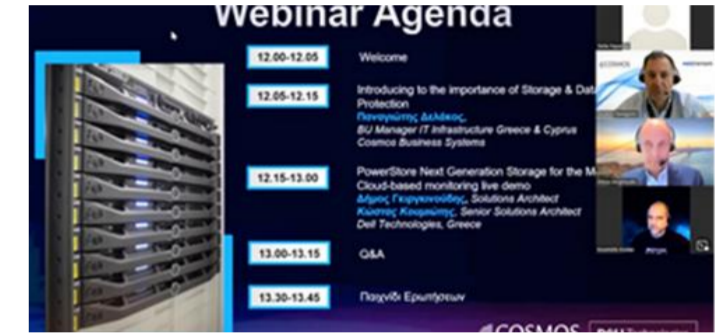 Webinar Agenda
12.00-12.05
Welcome
12.05-12.15
Introducing to the importance of Storage & Data
Protection
Παναγιώτης Δελάκος,
BU Manager IT Infrastructure Greece & Cyprus
Cosmos Business Systems
12.15-13.00
PowerStore Next Generation Storage for the M
Cloud-based monitoring live demo
Δήμος Solutions Architect
Κώστας Senior Solutions Architect
Dell Technologies, Greece
13.00-13.15
Q&A
13.30-13.45
Παιχνίδι Ερωτήσεων
COSMOS